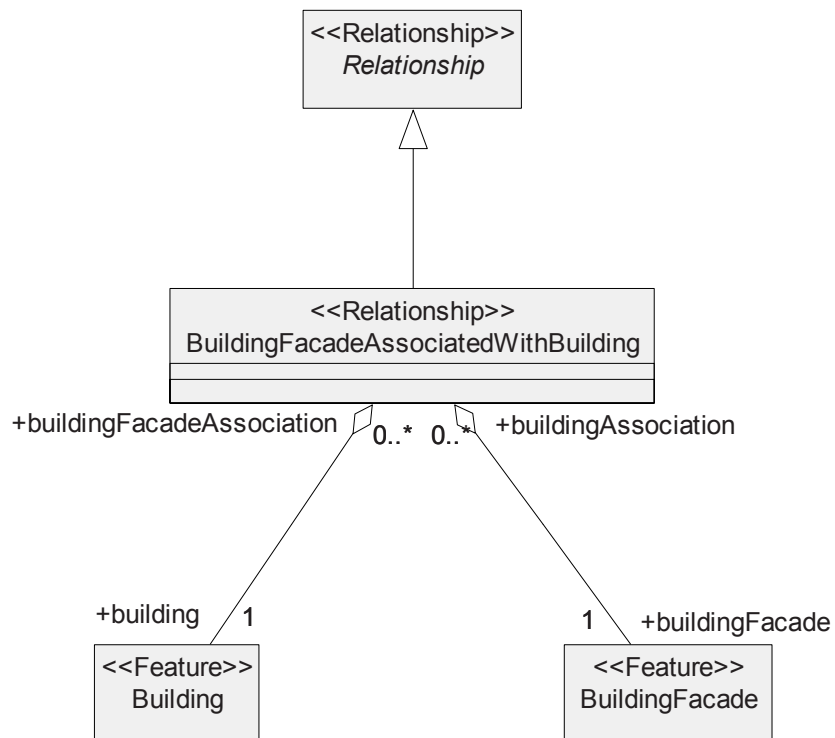 <<Relationship>>
Relationship
<<Relationship>>
BuildingFacadeAssociatedWithBuilding
+buildingFacadeAssociation
0..*
0..*
+buildingAssociation
+building
1
1
+buildingFacade
<<Feature>>
Building
<<Feature>>
BuildingFacade